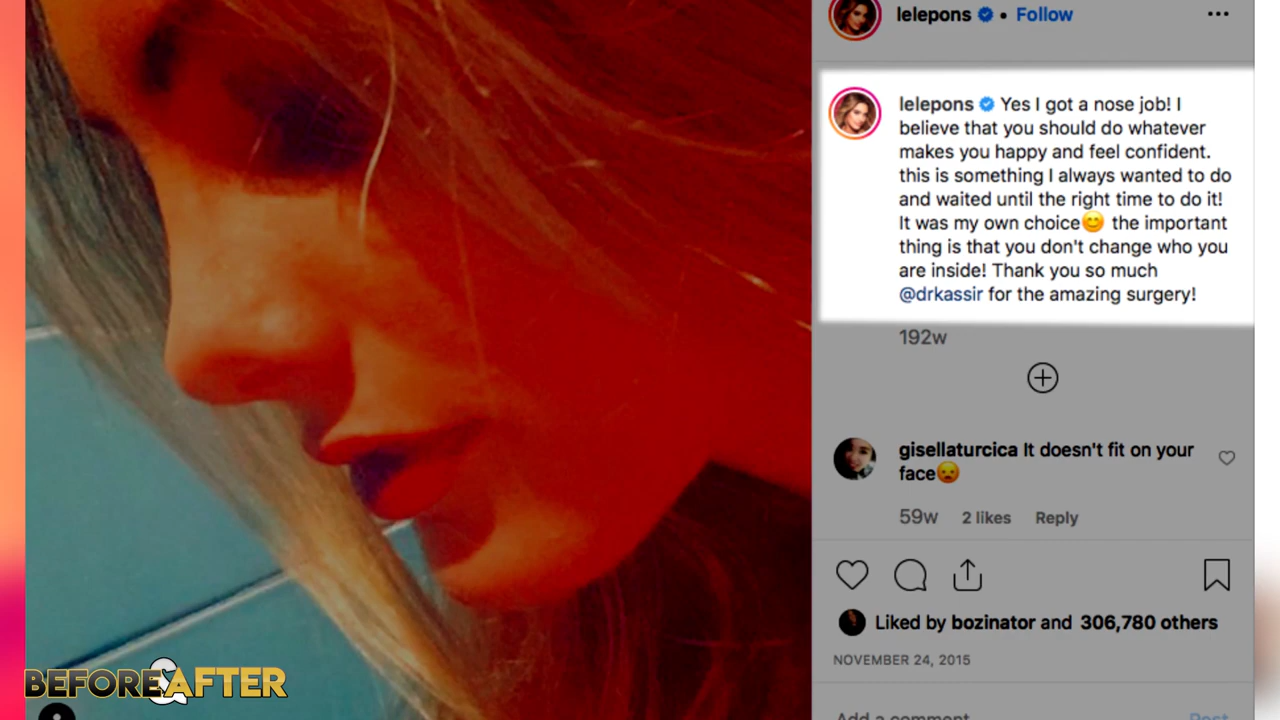 lelepons • Follow
lelepons Yes I got a nose job! I
believe that you should do whatever
makes you happy and feel confident.
this is something I always wanted to do
and waited until the right time to do it!
It was my own choice😊 the important
thing is that you don't change who you
are inside! Thank you so much
@drkassir for the amazing surgery!
192w
gisellaturcica It doesn't fit on your
face😦
59w 2 likes Reply
Liked by bozinator and 306,780 others
NOVEMBER 24, 2015
Add a comment
Post
BEFORE&AFTER